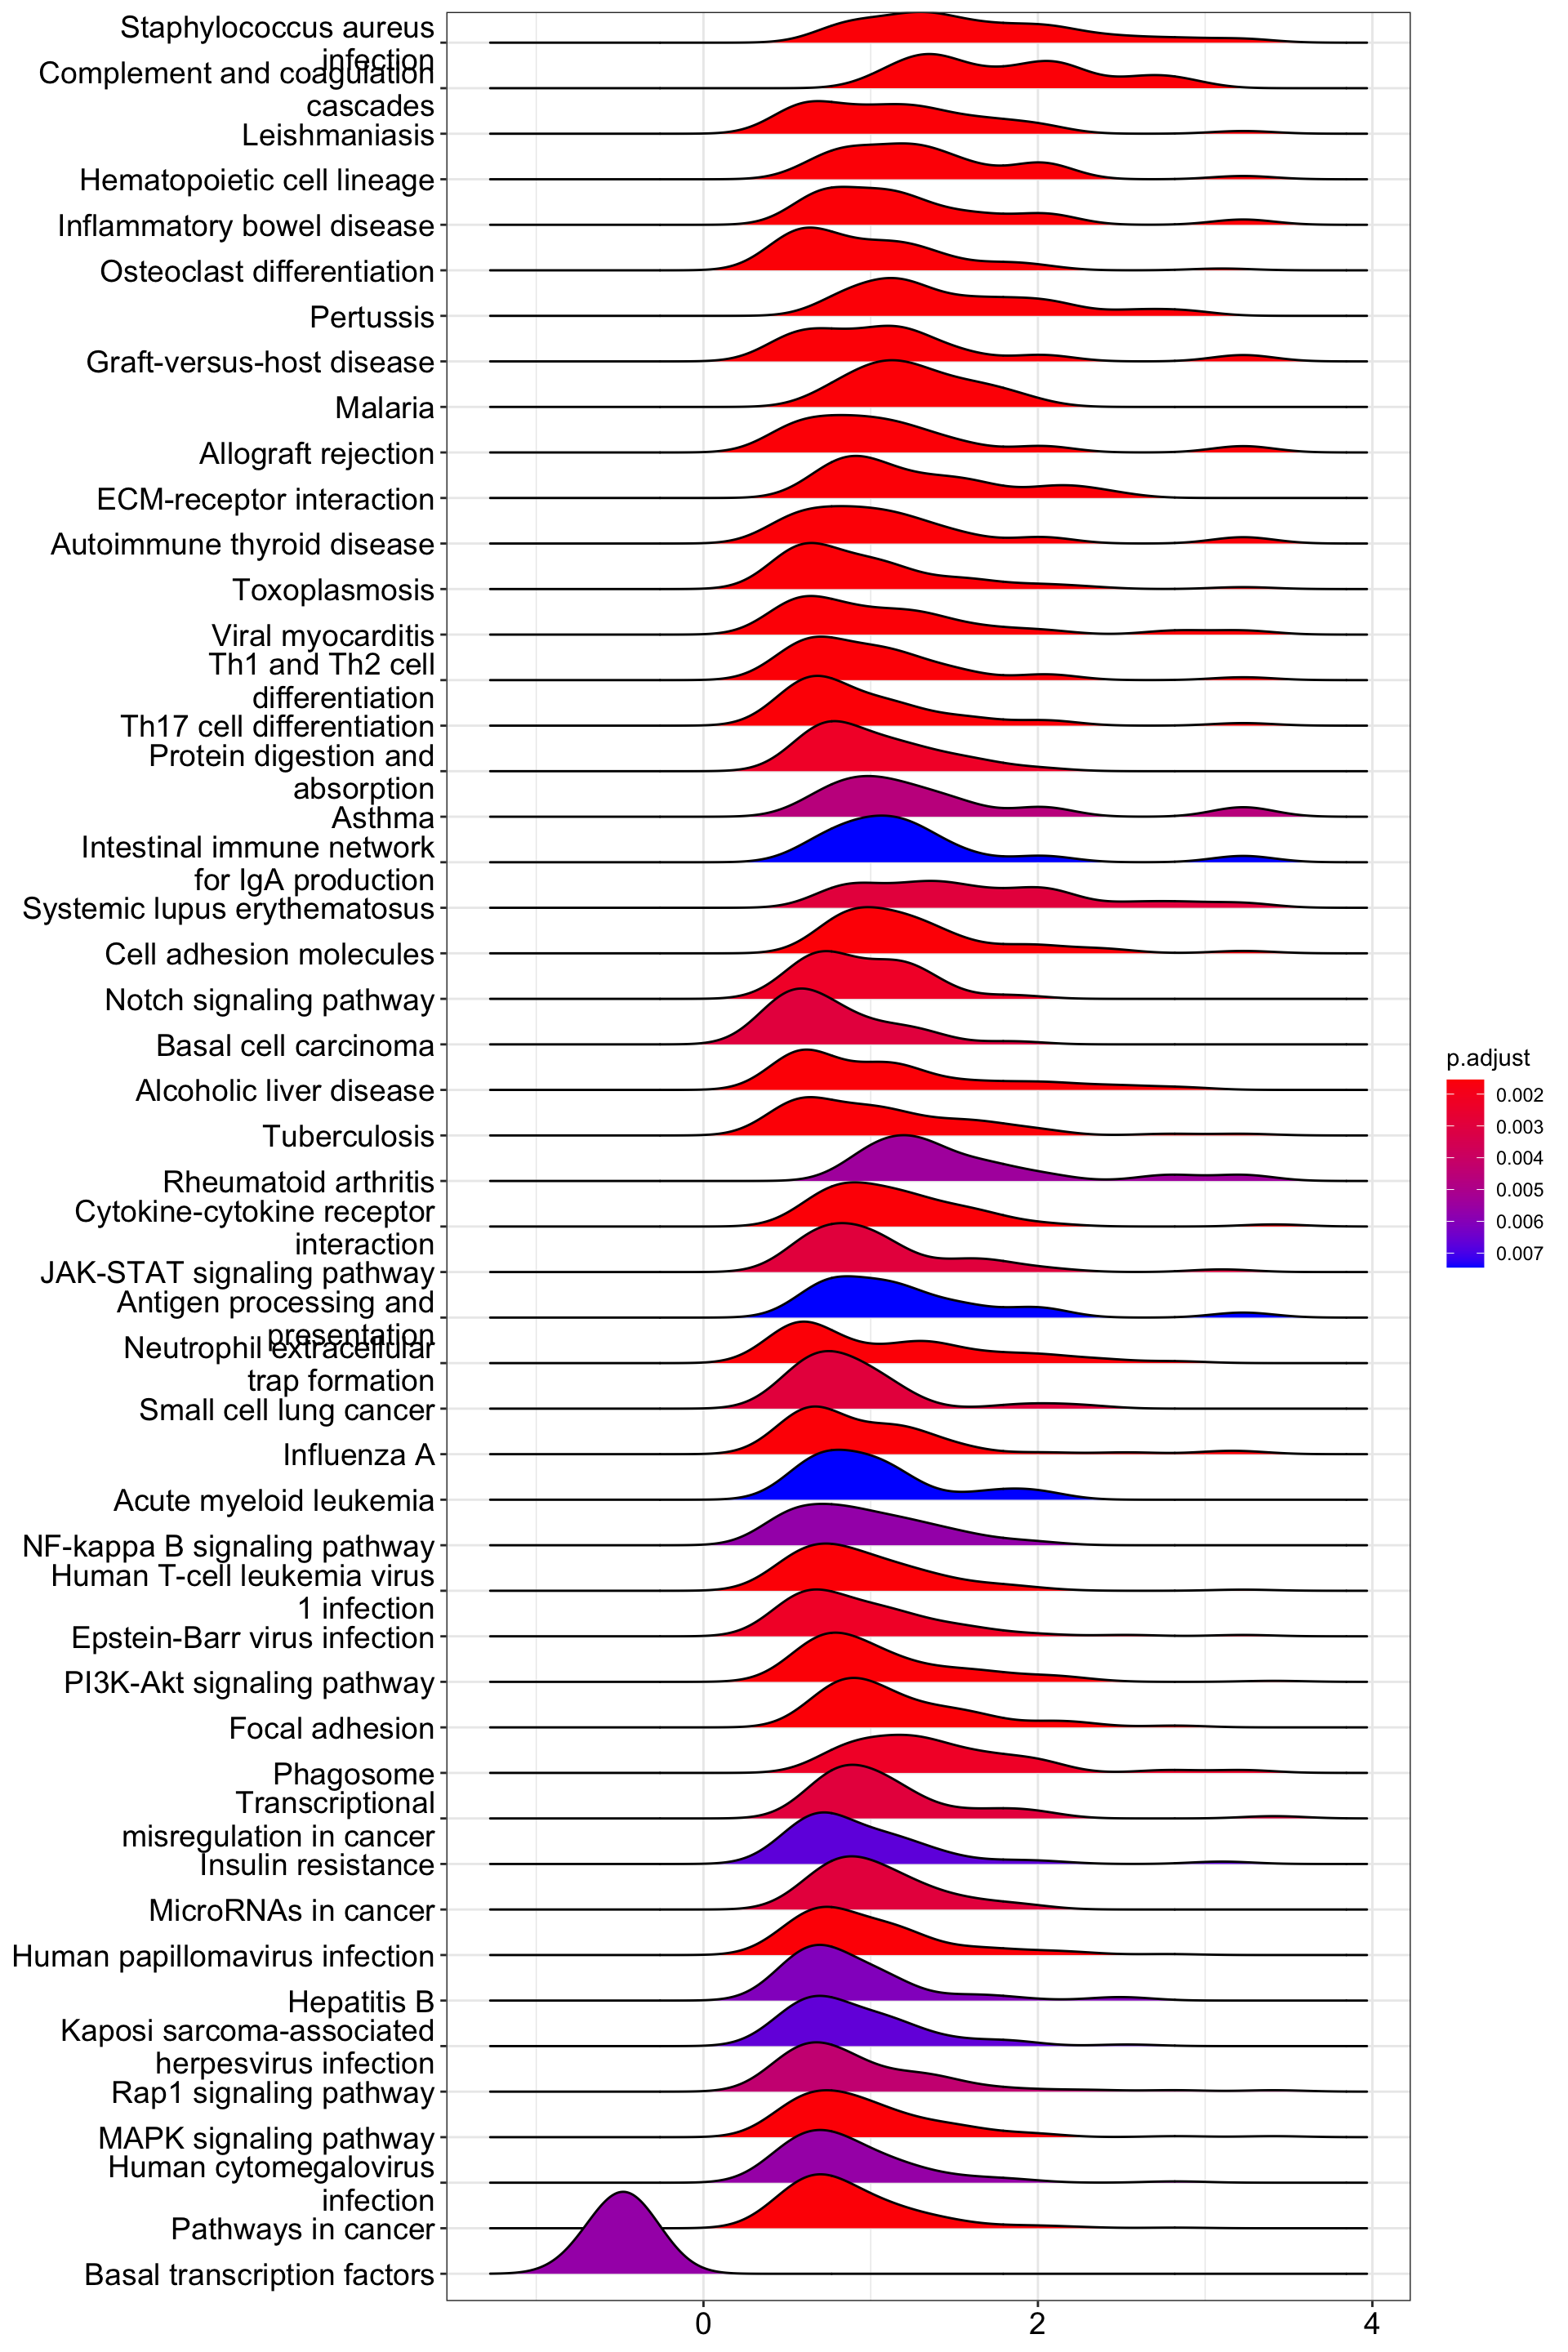 Staphylococcus aureus
infection
Complement and coagulation
cascades
Leishmaniasis
Hematopoietic cell lineage
Inflammatory bowel disease
Osteoclast differentiation
Pertussis
Graft-versus-host disease
Malaria
Allograft rejection
ECM-receptor interaction
Autoimmune thyroid disease
Toxoplasmosis
Viral myocarditis
Th1 and Th2 cell
differentiation
Th17 cell differentiation
Protein digestion and
absorption
Asthma
Intestinal immune network
for IgA production
Systemic lupus erythematosus
Cell adhesion molecules
Notch signaling pathway
Basal cell carcinoma
Alcoholic liver disease
Tuberculosis
Rheumatoid arthritis
Cytokine-cytokine receptor
interaction
JAK-STAT signaling pathway
Antigen processing and
presentation
Neutrophil extracellular
trap formation
Small cell lung cancer
Influenza A
Acute myeloid leukemia
NF-kappa B signaling pathway
Human T-cell leukemia virus
1 infection
Epstein-Barr virus infection
PI3K-Akt signaling pathway
Focal adhesion
Phagosome
Transcriptional
misregulation in cancer
Insulin resistance
MicroRNAs in cancer
Human papillomavirus infection
Hepatitis B
Kaposi sarcoma-associated
herpesvirus infection
Rap1 signaling pathway
MAPK signaling pathway
Human cytomegalovirus
infection
Pathways in cancer
Basal transcription factors
0 2 4
p.adjust
0.002
0.003
0.004
0.005
0.006
0.007